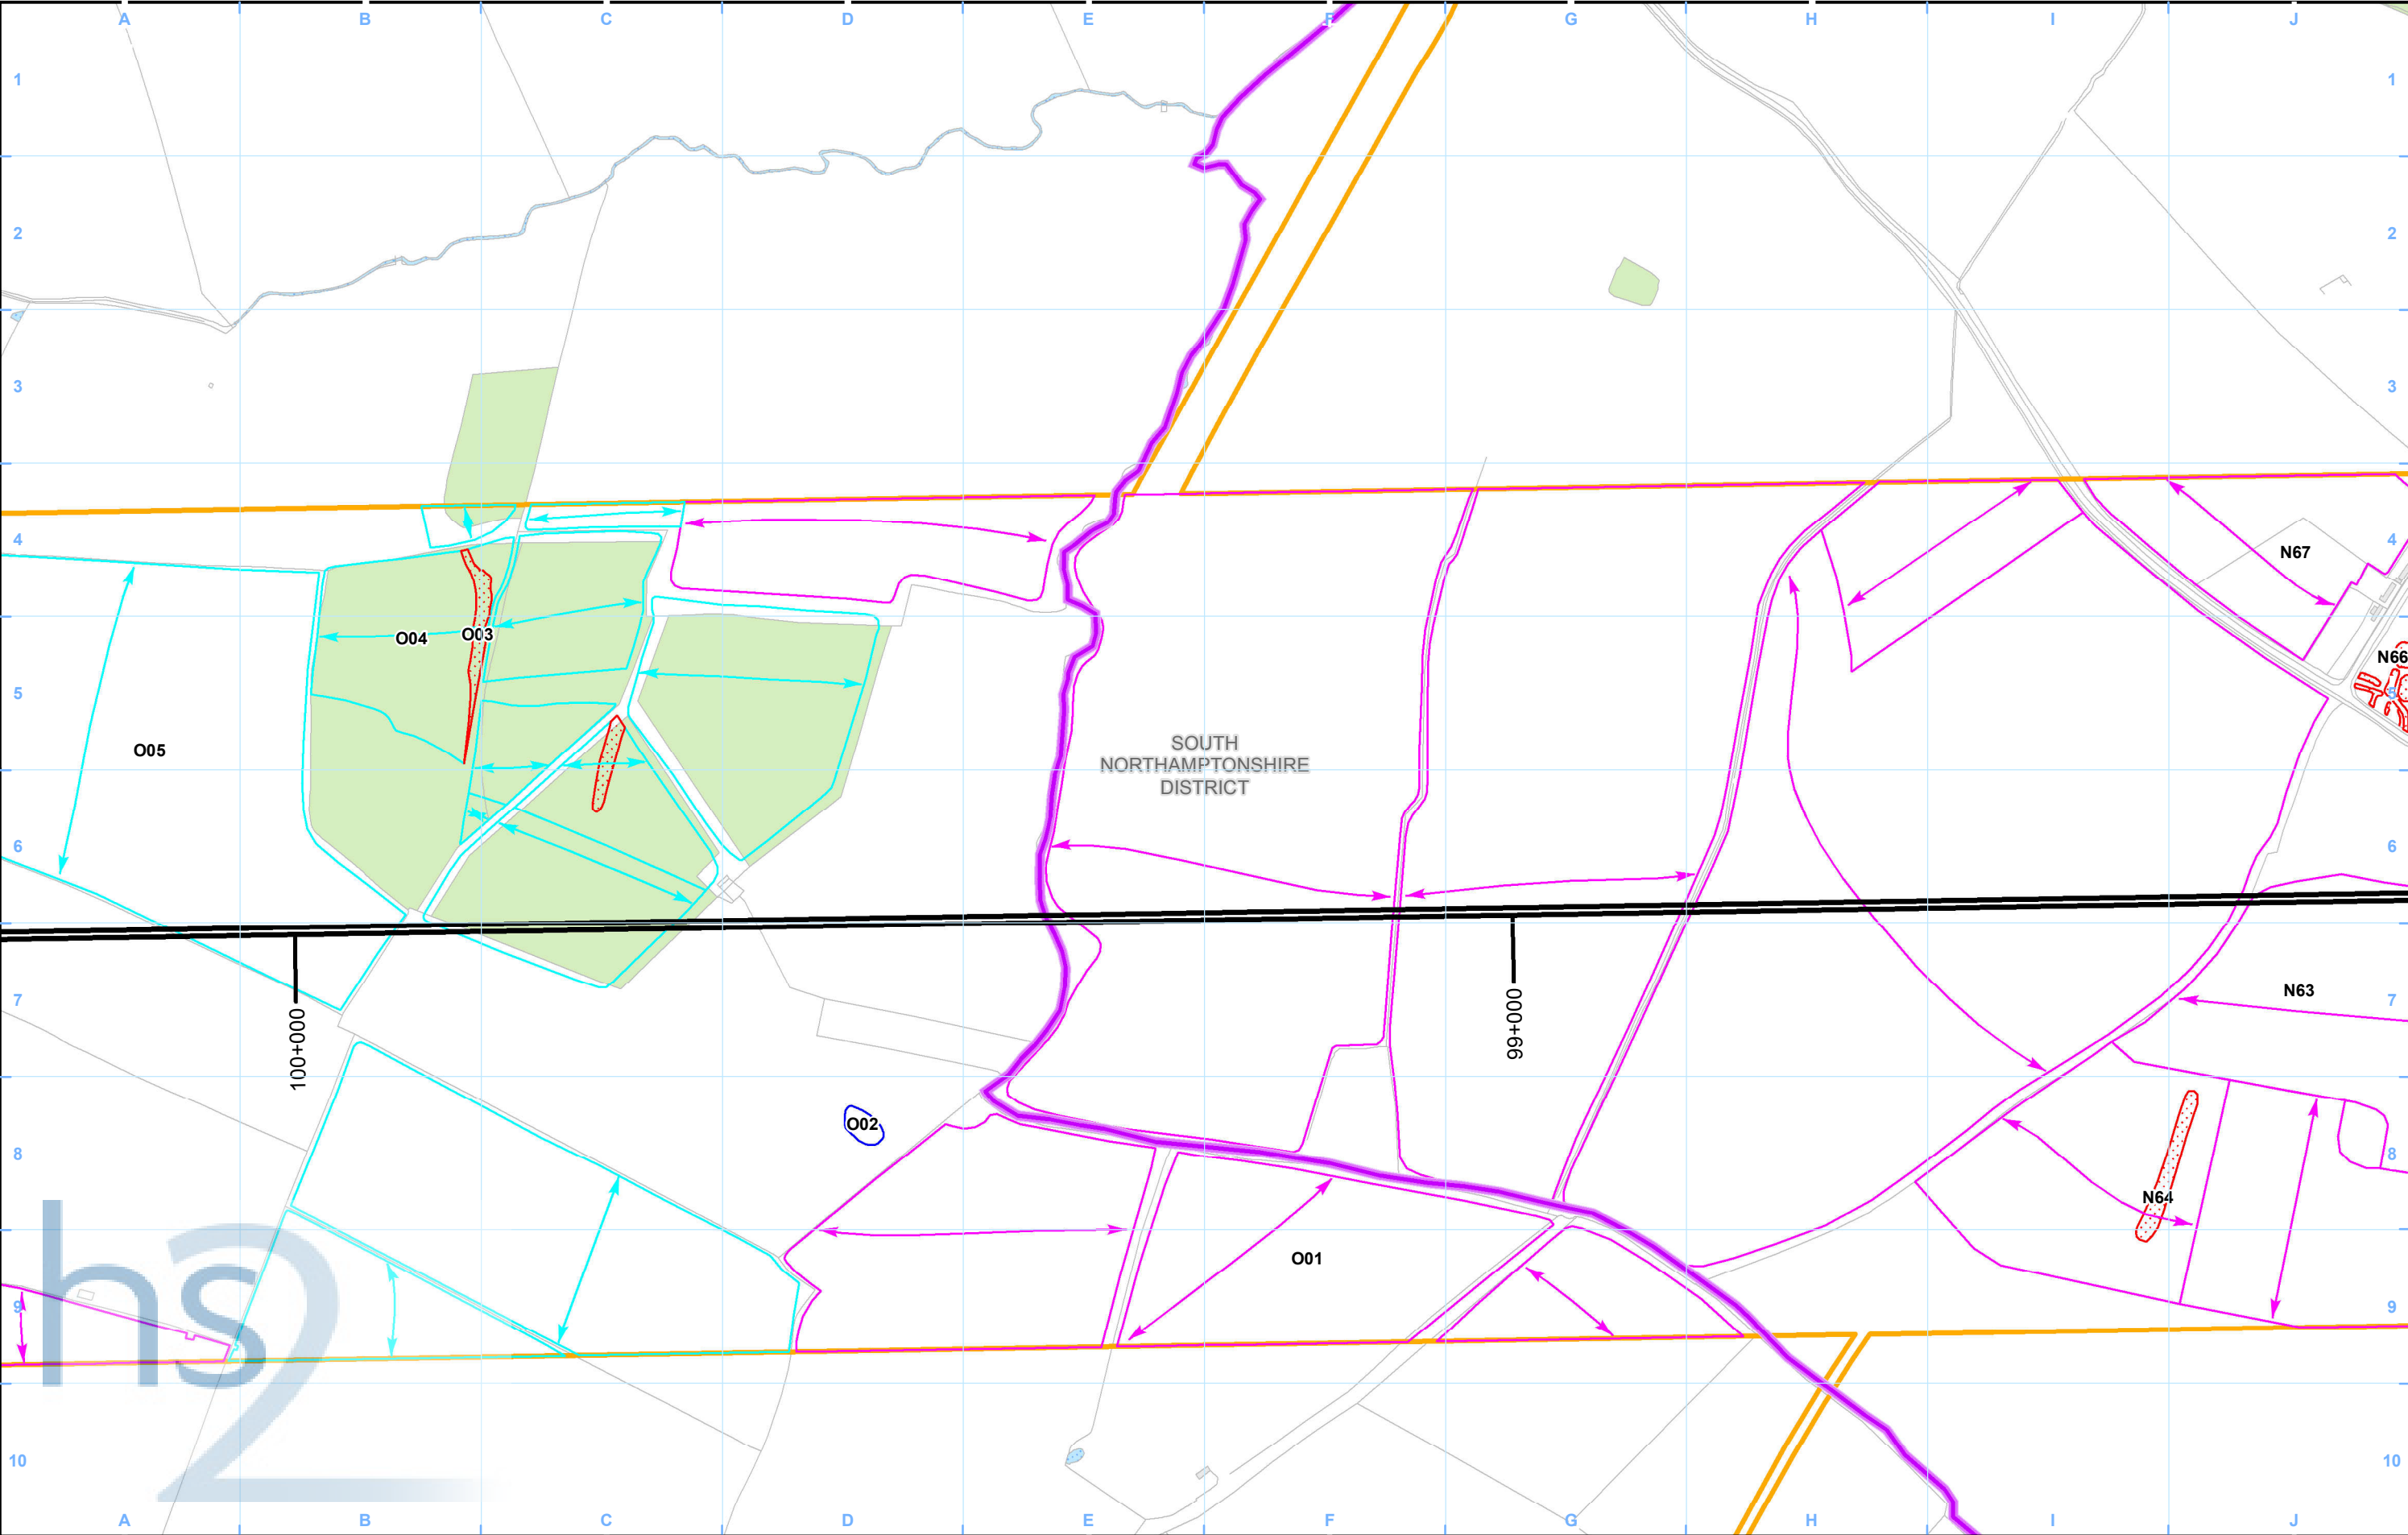 A B C D E F G H I J
1 1
2 2
3 3
4 4
N67
O04 O03
N66
5 5
O05
SOUTH
NORTHAMPTONSHIRE
DISTRICT
6 6
7 7
N63
100+000
99+000
O02
8 8
N64
O01
9 9
hs2
10 10
A B C D E F G H I J